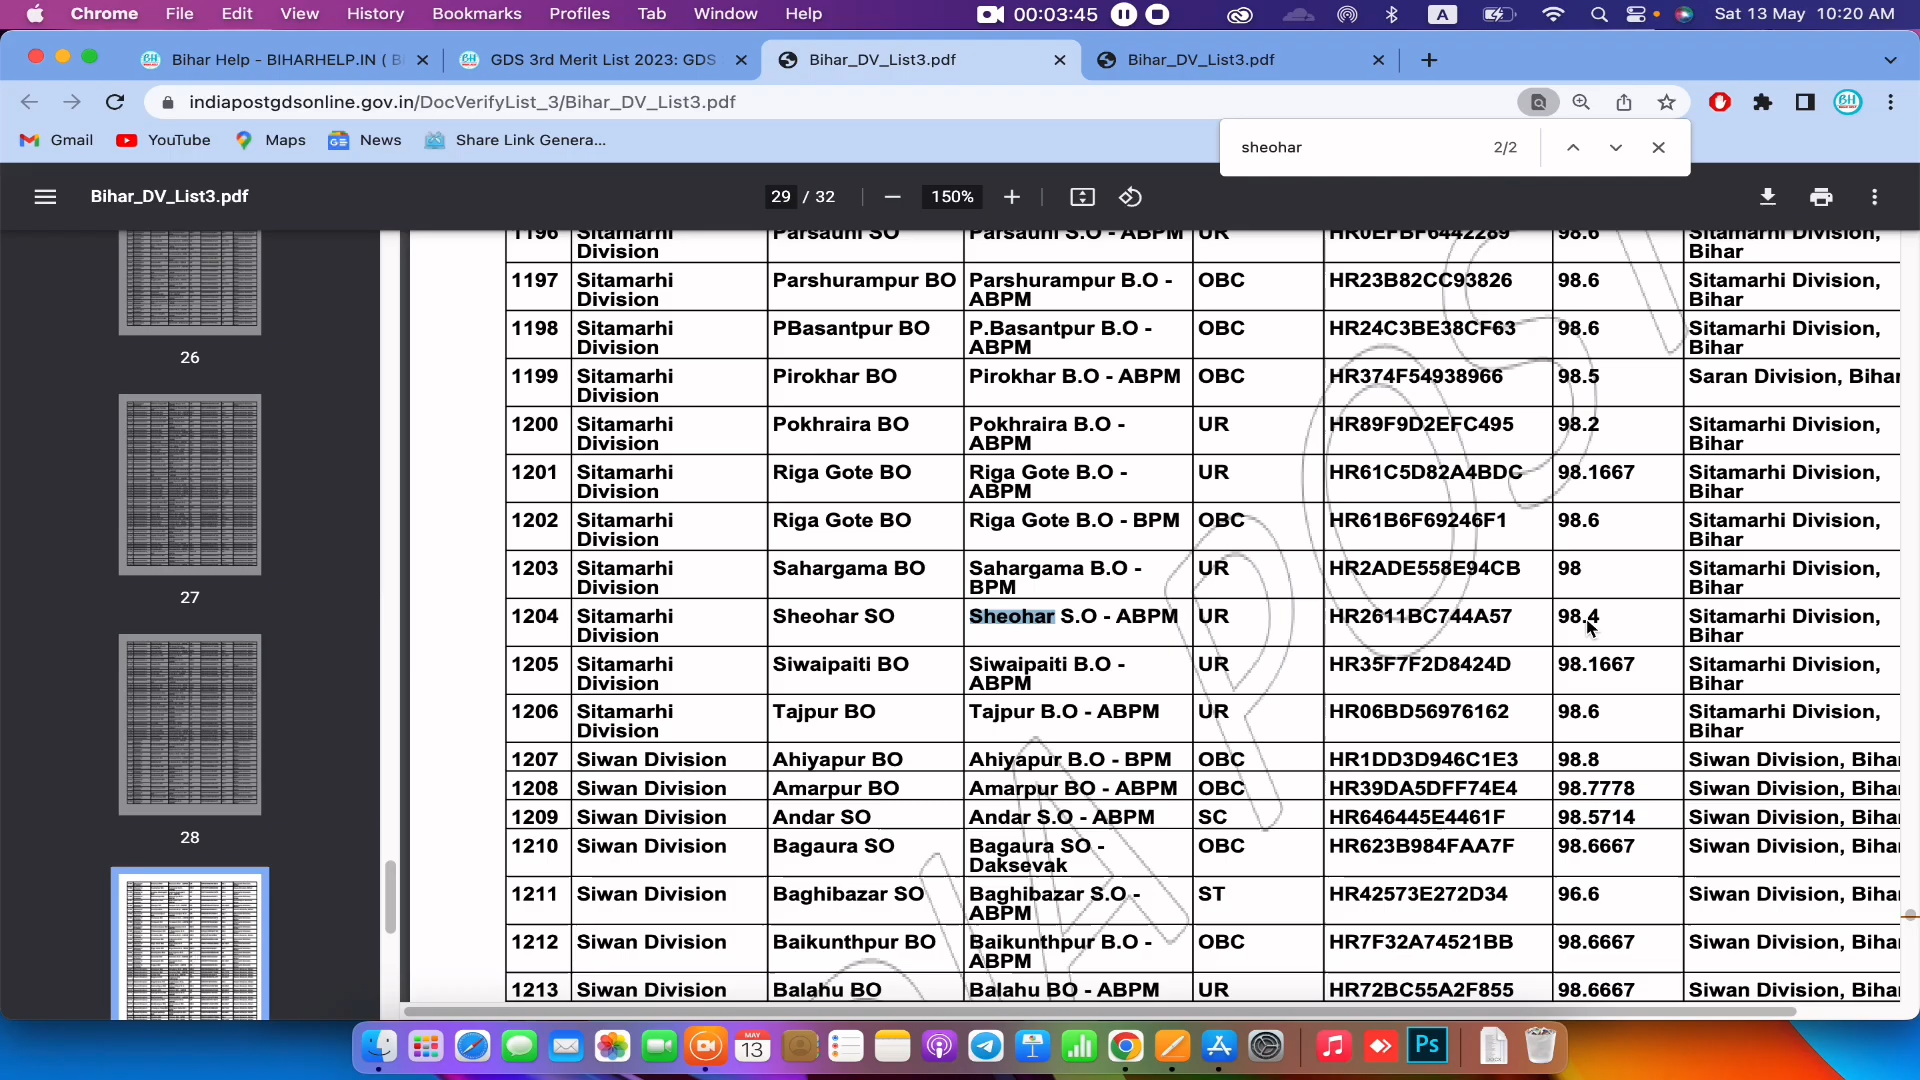 Chrome File Edit View History Bookmarks Profiles Tab Window Help 00:03:45 A Sat 13 May 10:20 AM
Bihar Help - BIHARHELP.IN ( B GDS 3rd Merit List 2023: GDS Bihar_DV_List3.pdf Bihar_DV_List3.pdf
indiapostgdsonline.gov.in/DocVerifyList_3/Bihar_DV_List3.pdf
Gmail YouTube Maps News Share Link Genera...
sheohar 2/2
Bihar_DV_List3.pdf 29 / 32 150%
1196 Sitamarhi Division Parsauni SO Parsauni S.O - ABPM UR HR0EFBF6442289 98.6 Sitamarhi Division, Bihar
1197 Sitamarhi Division Parshurampur BO Parshurampur B.O - ABPM OBC HR23B82CC93826 98.6 Sitamarhi Division, Bihar
1198 Sitamarhi Division PBasantpur BO P.Basantpur B.O - ABPM OBC HR24C3BE38CF63 98.6 Sitamarhi Division, Bihar
1199 Sitamarhi Division Pirokhar BO Pirokhar B.O - ABPM OBC HR374F54938966 98.5 Saran Division, Bihar
1200 Sitamarhi Division Pokhraira BO Pokhraira B.O - ABPM UR HR89F9D2EFC495 98.2 Sitamarhi Division, Bihar
1201 Sitamarhi Division Riga Gote BO Riga Gote B.O - ABPM UR HR61C5D82A4BDC 98.1667 Sitamarhi Division, Bihar
1202 Sitamarhi Division Riga Gote BO Riga Gote B.O - BPM OBC HR61B6F69246F1 98.6 Sitamarhi Division, Bihar
1203 Sitamarhi Division Sahargama BO Sahargama B.O - BPM UR HR2ADE558E94CB 98 Sitamarhi Division, Bihar
1204 Sitamarhi Division Sheohar SO Sheohar S.O - ABPM UR HR2611BC744A57 98.4 Sitamarhi Division, Bihar
1205 Sitamarhi Division Siwaipaiti BO Siwaipaiti B.O - ABPM UR HR35F7F2D8424D 98.1667 Sitamarhi Division, Bihar
1206 Sitamarhi Division Tajpur BO Tajpur B.O - ABPM UR HR06BD56976162 98.6 Sitamarhi Division, Bihar
1207 Siwan Division Ahiyapur BO Ahiyapur B.O - BPM OBC HR1DD3D946C1E3 98.8 Siwan Division, Bihar
1208 Siwan Division Amarpur BO Amarpur BO - ABPM OBC HR39DA5DFF74E4 98.7778 Siwan Division, Bihar
1209 Siwan Division Andar SO Andar S.O - ABPM SC HR646445E4461F 98.5714 Siwan Division, Bihar
1210 Siwan Division Bagaura SO Bagaura SO - Daksevak OBC HR623B984FAA7F 98.6667 Siwan Division, Bihar
1211 Siwan Division Baghibazar SO Baghibazar S.O - ABPM ST HR42573E272D34 96.6 Siwan Division, Bihar
1212 Siwan Division Baikunthpur BO Baikunthpur B.O - ABPM OBC HR7F32A74521BB 98.6667 Siwan Division, Bihar
1213 Siwan Division Balahu BO Balahu BO - ABPM UR HR72BC55A2F855 98.6667 Siwan Division, Bihar
26
27
28
MAY
13
Ps